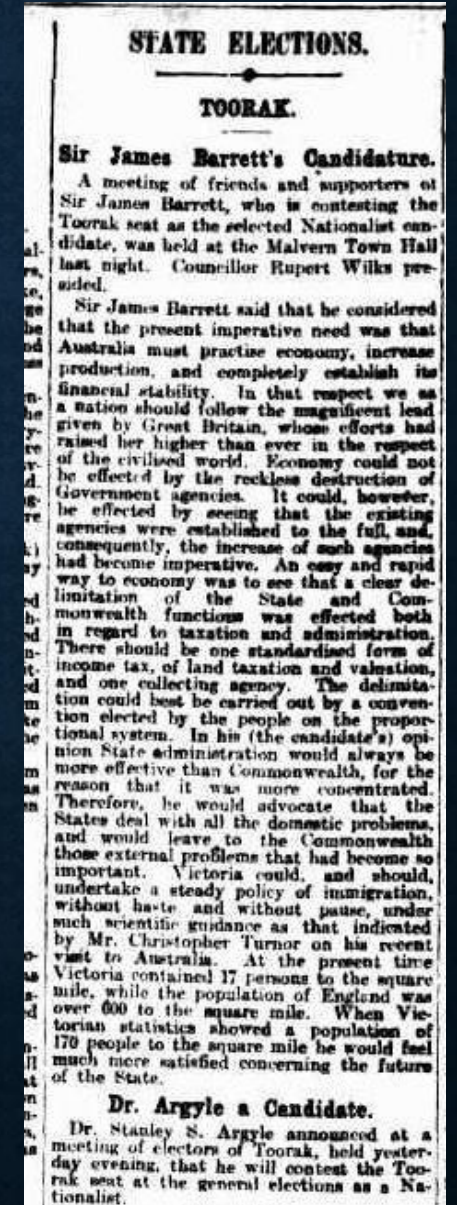 STATE ELECTIONS.
TOORAK.
Sir James Barrett's Candidature.
A meeting of friends and supporters of
Sir James Barrett, who is contesting the
Toorak seat as the selected Nationalist can-
didate, was held at the Malvern Town Hall
last night. Councillor Rupert Wilks pre-
sided.
Sir James Barrett said that he considered
that the present imperative need was that
Australia must practise economy, increase
production, and completely establish its
financial stability. In that respect we as
a nation should follow the magnificent lead
given by Great Britain, whose efforts had
raised her higher than ever in the respect
of the civilised world. Economy could not
be effected by the reckless destruction of
Government agencies. It could, however,
be effected by seeing that the existing
agencies were established to the full, and,
consequently, the increase of such agencies
had become imperative. An easy and rapid
way to economy was to see that a clear de-
limitation of the State and Com-
monwealth functions was effected both
in regard to taxation and administration.
There should be one standardised form of
income tax, of land taxation and valuation,
and one collecting agency. The delimita-
tion could best be carried out by a conven-
tion elected by the people on the propor-
tional system. In his (the candidate's) opi-
nion State administration would always be
more effective than Commonwealth, for the
reason that it was more concentrated.
Therefore, he would advocate that the
States deal with all the domestic problems,
and would leave to the Commonwealth
those external problems that had become so
important. Victoria could, and should,
undertake a steady policy of immigration,
without haste and without pause, under
such scientific guidance as that indicated
by Mr. Christopher Turnor on his recent
visit to Australia. At the present time
Victoria contained 17 persons to the square
mile, while the population of England was
over 600 to the square mile. When Vic-
torian statistics showed a population of
170 people to the square mile he would feel
much more satisfied concerning the future
of the State.
Dr. Argyle a Candidate.
Dr. Stanley S. Argyle announced at a
meeting of electors of Toorak, held yester-
day evening, that he will contest the Too-
rak seat at the general elections as a Na-
tionalist.